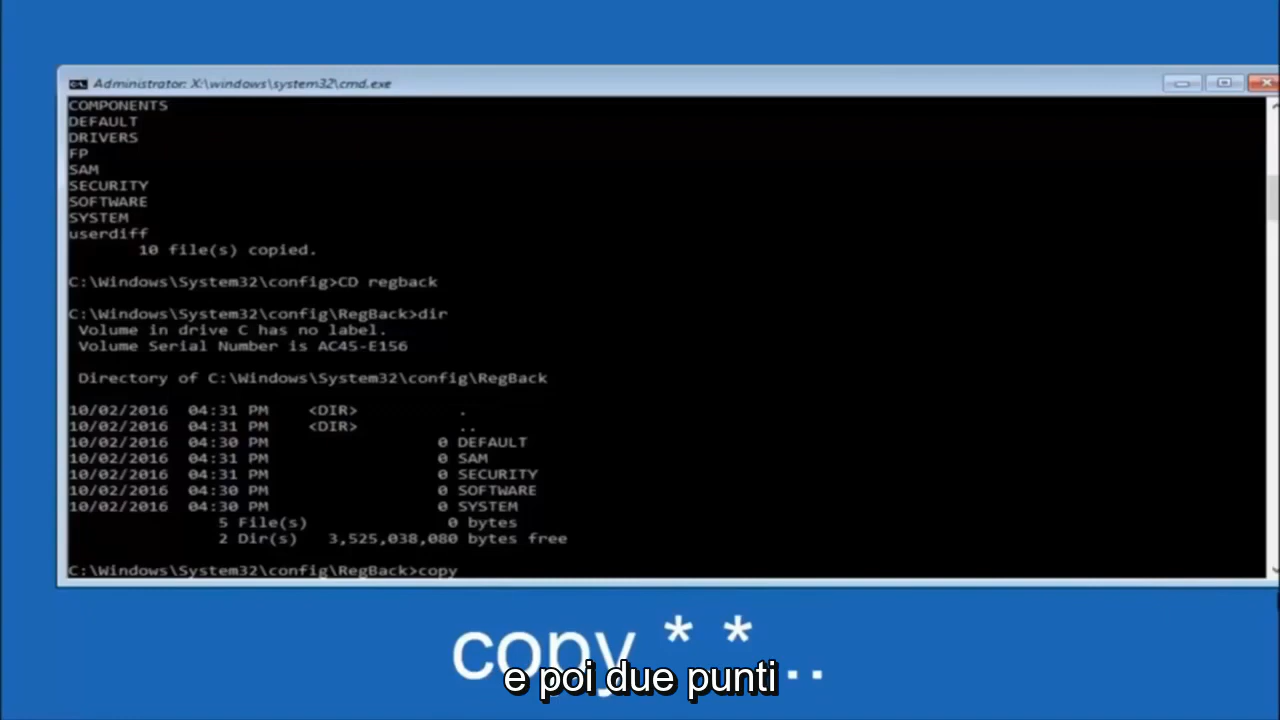 Administrator: X:\windows\system32\cmd.exe
COMPONENTS
DEFAULT
DRIVERS
FP
SAM
SECURITY
SOFTWARE
SYSTEM
userdiff
10 file(s) copied.
C:\Windows\System32\config>CD regback
C:\Windows\System32\config\RegBack>dir
Volume in drive C has no label.
Volume Serial Number is AC45-E156
Directory of C:\Windows\System32\config\RegBack
10/02/2016 04:31 PM <DIR> .
10/02/2016 04:31 PM <DIR> ..
10/02/2016 04:30 PM 0 DEFAULT
10/02/2016 04:31 PM 0 SAM
10/02/2016 04:31 PM 0 SECURITY
10/02/2016 04:30 PM 0 SOFTWARE
10/02/2016 04:30 PM 0 SYSTEM
5 File(s) 0 bytes
2 Dir(s) 3,525,038,080 bytes free
C:\Windows\System32\config\RegBack>copy
copy * * ..
e poi due punti